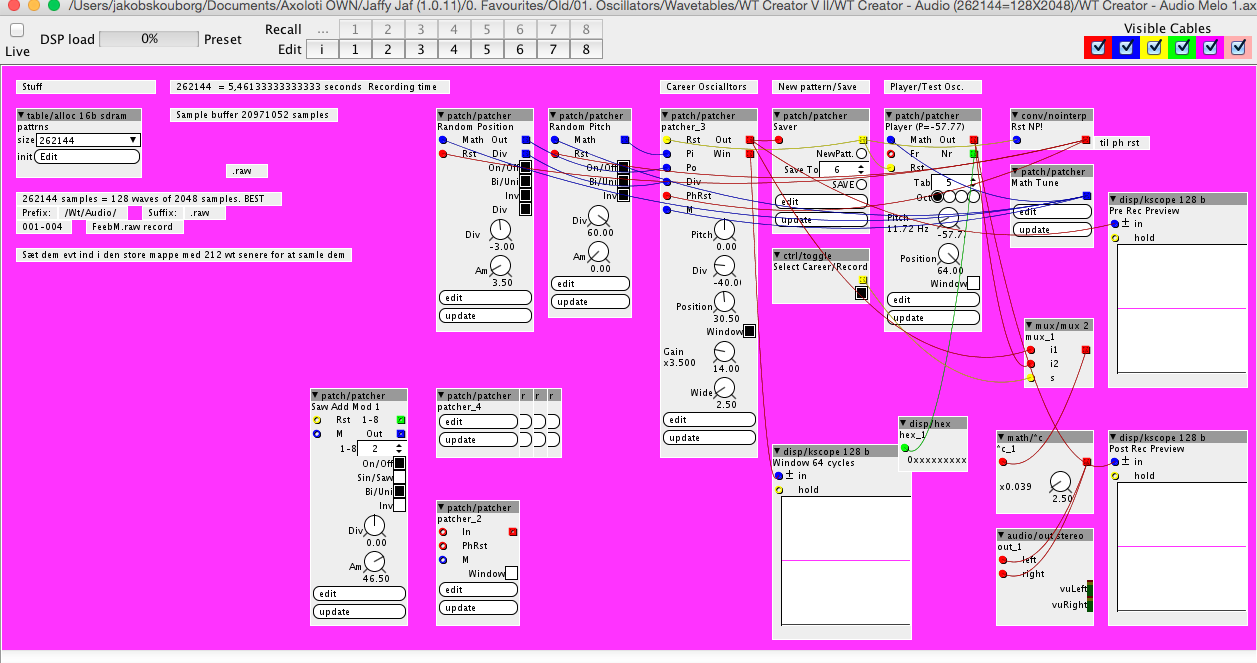 /Users/jakobskouborg/Documents/Axoloti OWN/Jaffy Jaf (1.0.11)/0. Favourites/Old/01. Oscillators/Wavetables/WT Creator V II/WT Creator - Audio (262144=128X2048)/WT Creator - Audio Melo 1.ax
Live
DSP load
0%
Preset
Recall ... 1 2 3 4 5 6 7 8
Edit i 1 2 3 4 5 6 7 8
Visible Cables
Stuff
262144 = 5,46133333333333 seconds Recording time
Career Oscialltors
New pattern/Save
Player/Test Osc.
table/alloc 16b sdram
pattrns
size 262144
init Edit
Sample buffer 20971052 samples
.raw
262144 samples = 128 waves of 2048 samples. BEST
Prefix: /Wt/Audio/ Suffix: .raw
001-004 FeebM.raw record
Sæt dem evt ind i den store mappe med 212 wt senere for at samle dem
patch/patcher
Random Position
Math Out
Rst Div
On/Off
Bi/Uni
Inv
Div
Div
-3.00
Am
3.50
edit
update
patch/patcher
Random Pitch
Math
Rst
On/Off
Bi/Uni
Inv
Div
60.00
Am
0.00
edit
update
patch/patcher
patcher_3
Rst Out
Pi Win
Po
Div
PhRst
M
Pitch
0.00
Div
-40.0
Position
30.50
Window
Gain
x3.500
14.00
Wide
2.50
edit
update
patch/patcher
Saver
NewPatt.
Save To 6
SAVE
edit
update
ctrl/toggle
Select Career/Record
patch/patcher
Player (P=-57.77)
Math Out
Fr Nr
Rst
Tab 5
Oct
Pitch
11.72 Hz
-57.7
Position
64.00
Window
edit
update
conv/nointerp
Rst NP!
til ph rst
patch/patcher
Math Tune
edit
update
disp/kscope 128 b
Pre Rec Preview
± in
hold
mux/mux 2
mux_1
i1
i2
s
patch/patcher
Saw Add Mod 1
Rst 1-8
M Out
1-8 2
On/Off
Sin/Saw
Bi/Uni
Inv
Div
0.00
Am
46.50
edit
update
patch/patcher r r r
patcher_4
edit
update
patch/patcher
patcher_2
In
PhRst
M
Window
edit
update
disp/kscope 128 b
Window 64 cycles
± in
hold
disp/hex
hex_1
0xxxxxxxxx
math/^c
^c_1
x0.039
2.50
audio/out stereo
out_1
left
right
vuLeft
vuRight
disp/kscope 128 b
Post Rec Preview
± in
hold